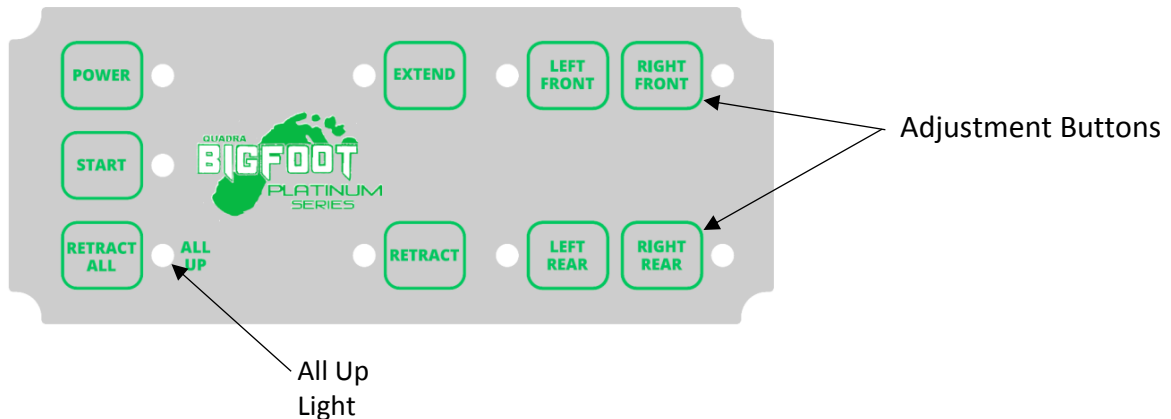 POWER
EXTEND
LEFT
FRONT
RIGHT
FRONT
Adjustment Buttons
START
QUADRA
BIGFOOT
PLATINUM
SERIES
RETRACT
ALL
ALL
UP
RETRACT
LEFT
REAR
RIGHT
REAR
All Up
Light